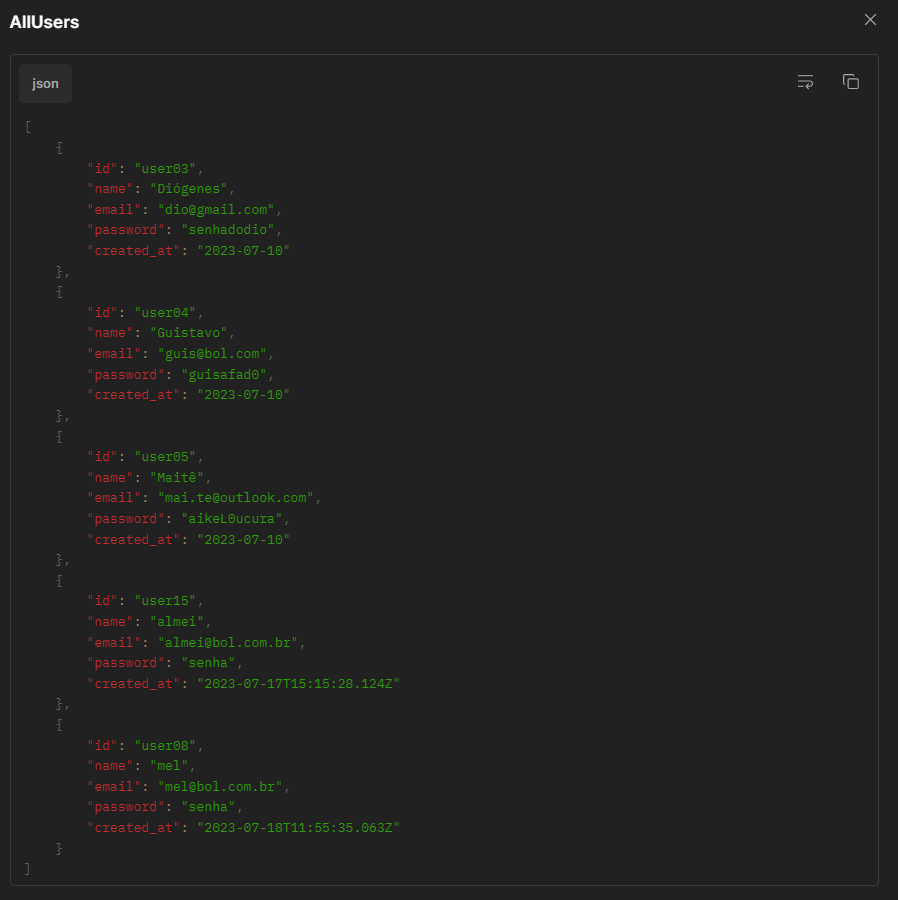 AllUsers
json
[
    {
        "id": "user03",
        "name": "Diógenes",
        "email": "dio@gmail.com",
        "password": "senhadodio",
        "created_at": "2023-07-10"
    },
    {
        "id": "user04",
        "name": "Guistavo",
        "email": "guis@bol.com",
        "password": "guisafad0",
        "created_at": "2023-07-10"
    },
    {
        "id": "user05",
        "name": "Maitê",
        "email": "mai.te@outlook.com",
        "password": "aikeL0ucura",
        "created_at": "2023-07-10"
    },
    {
        "id": "user15",
        "name": "almei",
        "email": "almei@bol.com.br",
        "password": "senha",
        "created_at": "2023-07-17T15:15:28.124Z"
    },
    {
        "id": "user08",
        "name": "mel",
        "email": "mel@bol.com.br",
        "password": "senha",
        "created_at": "2023-07-18T11:55:35.063Z"
    }
]